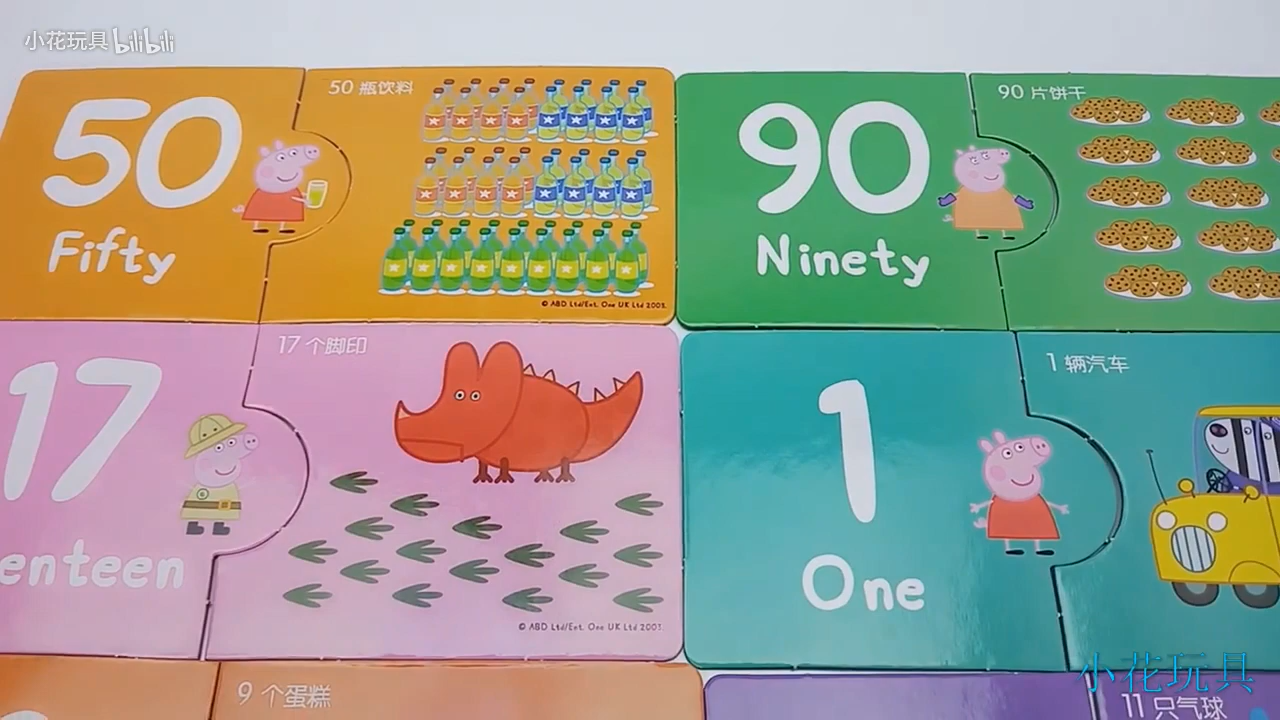 小花玩具 bilibili
50
Fifty
50 瓶饮料
© ABD Ltd/Ent. One UK Ltd 2003.
90
Ninety
90 片饼干
17
enteen
17 个脚印
© ABD Ltd/Ent. One UK Ltd 2003.
1
One
1 辆汽车
9 个蛋糕
11 只气球
小花玩具